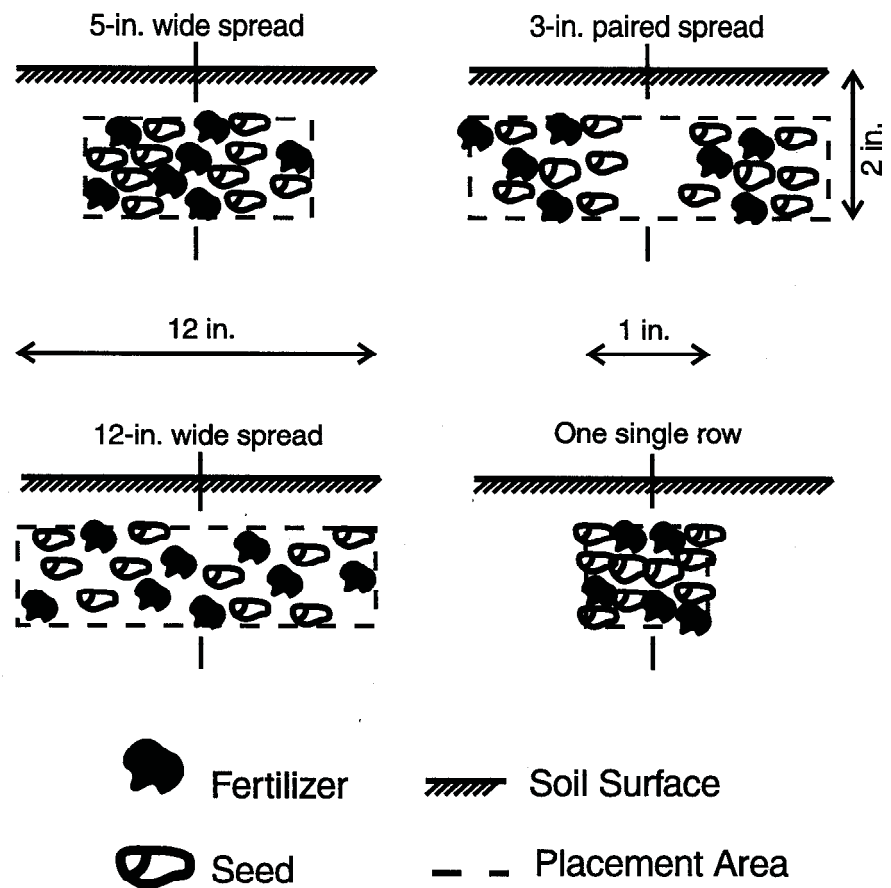 5-in. wide spread
3-in. paired spread
2 in.
12 in.
1 in.
12-in. wide spread
One single row
Fertilizer
Soil Surface
Seed
Placement Area